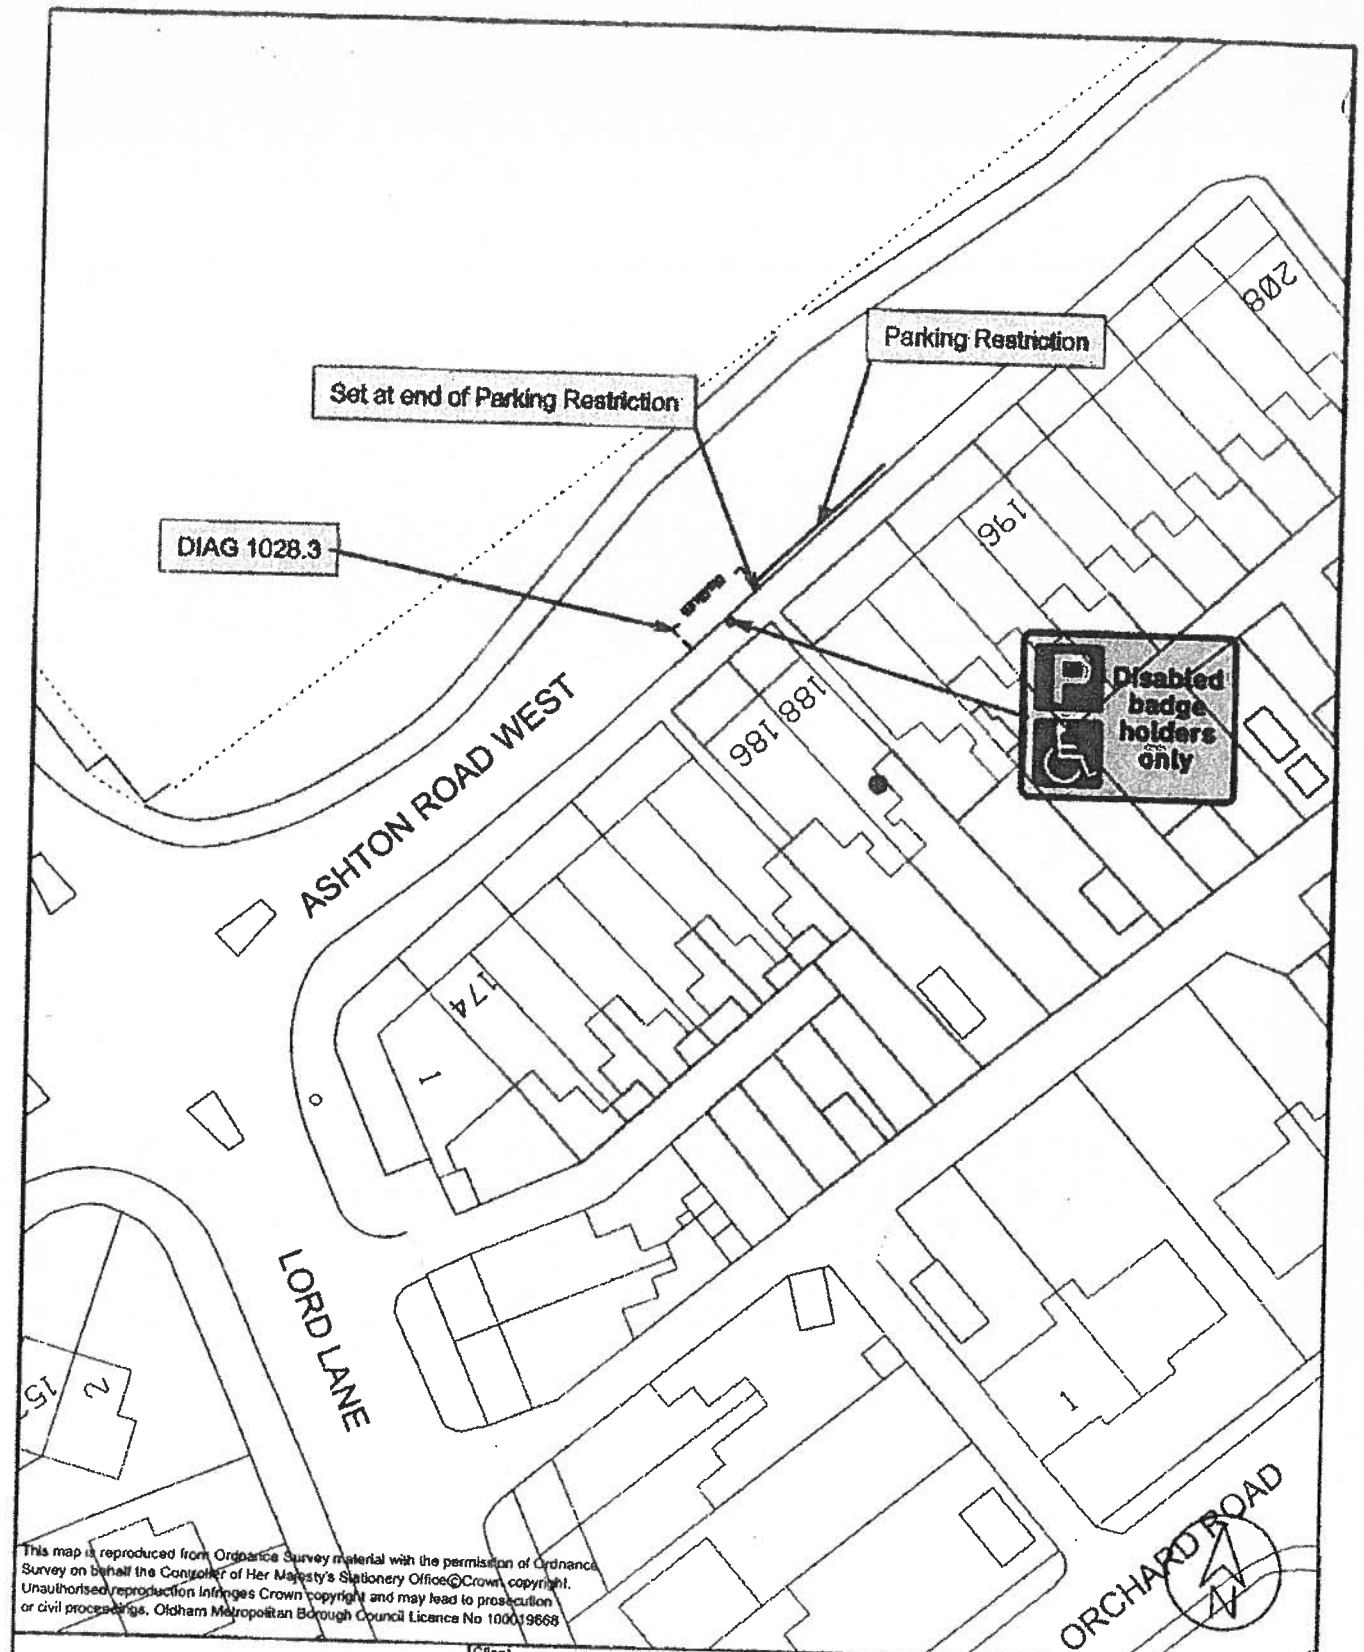 208
Parking Restriction
Set at end of Parking Restriction
196
DIAG 1028.3
P Disabled
badge
holders
only
188
186
ASHTON ROAD WEST
174
1
LORD LANE
15
2
1
ORCHARD ROAD
N
This map is reproduced from Ordnance Survey material with the permission of Ordnance
Survey on behalf the Controller of Her Majesty's Stationery Office©Crown copyright.
Unauthorised reproduction infringes Crown copyright and may lead to prosecution
or civil proceedings. Oldham Metropolitan Borough Council Licence No 100019668